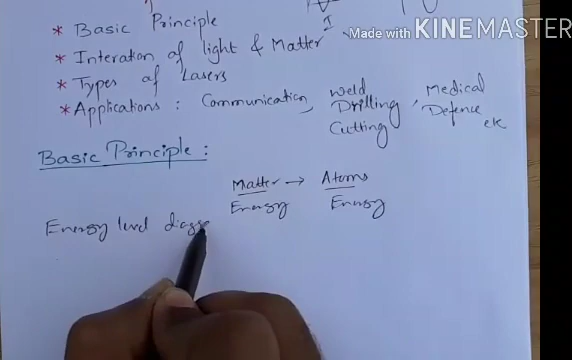 * Basic Principle
Made with KINEMASTER
* Interation of light & Matter
* Types of Lasers
* Applications : Communication, Weld Drilling Cutting, Medical Defence etc
Basic Principle :
Matter → Atoms
Energy Energy
Energy level diagra